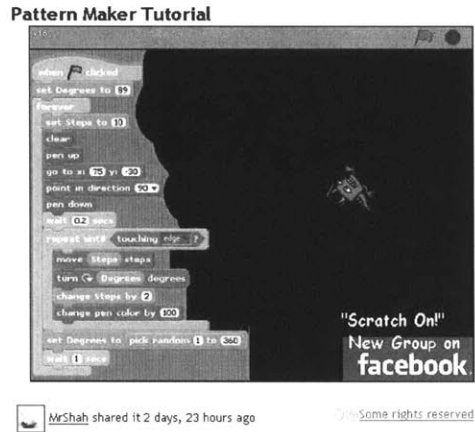 Pattern Maker Tutorial
when clicked
set Degrees to 89
forever
set Steps to 10
clear
pen up
go to x: 75 y: -30
point in direction 90
pen down
wait 0.2 secs
repeat until touching edge ?
move Steps steps
turn Degrees degrees
change Steps by 2
change pen color by 100
set Degrees to pick random 1 to 360
wait 1 secs
"Scratch On!"
New Group on
facebook
MrShah shared it 2 days, 23 hours ago
Some rights reserved